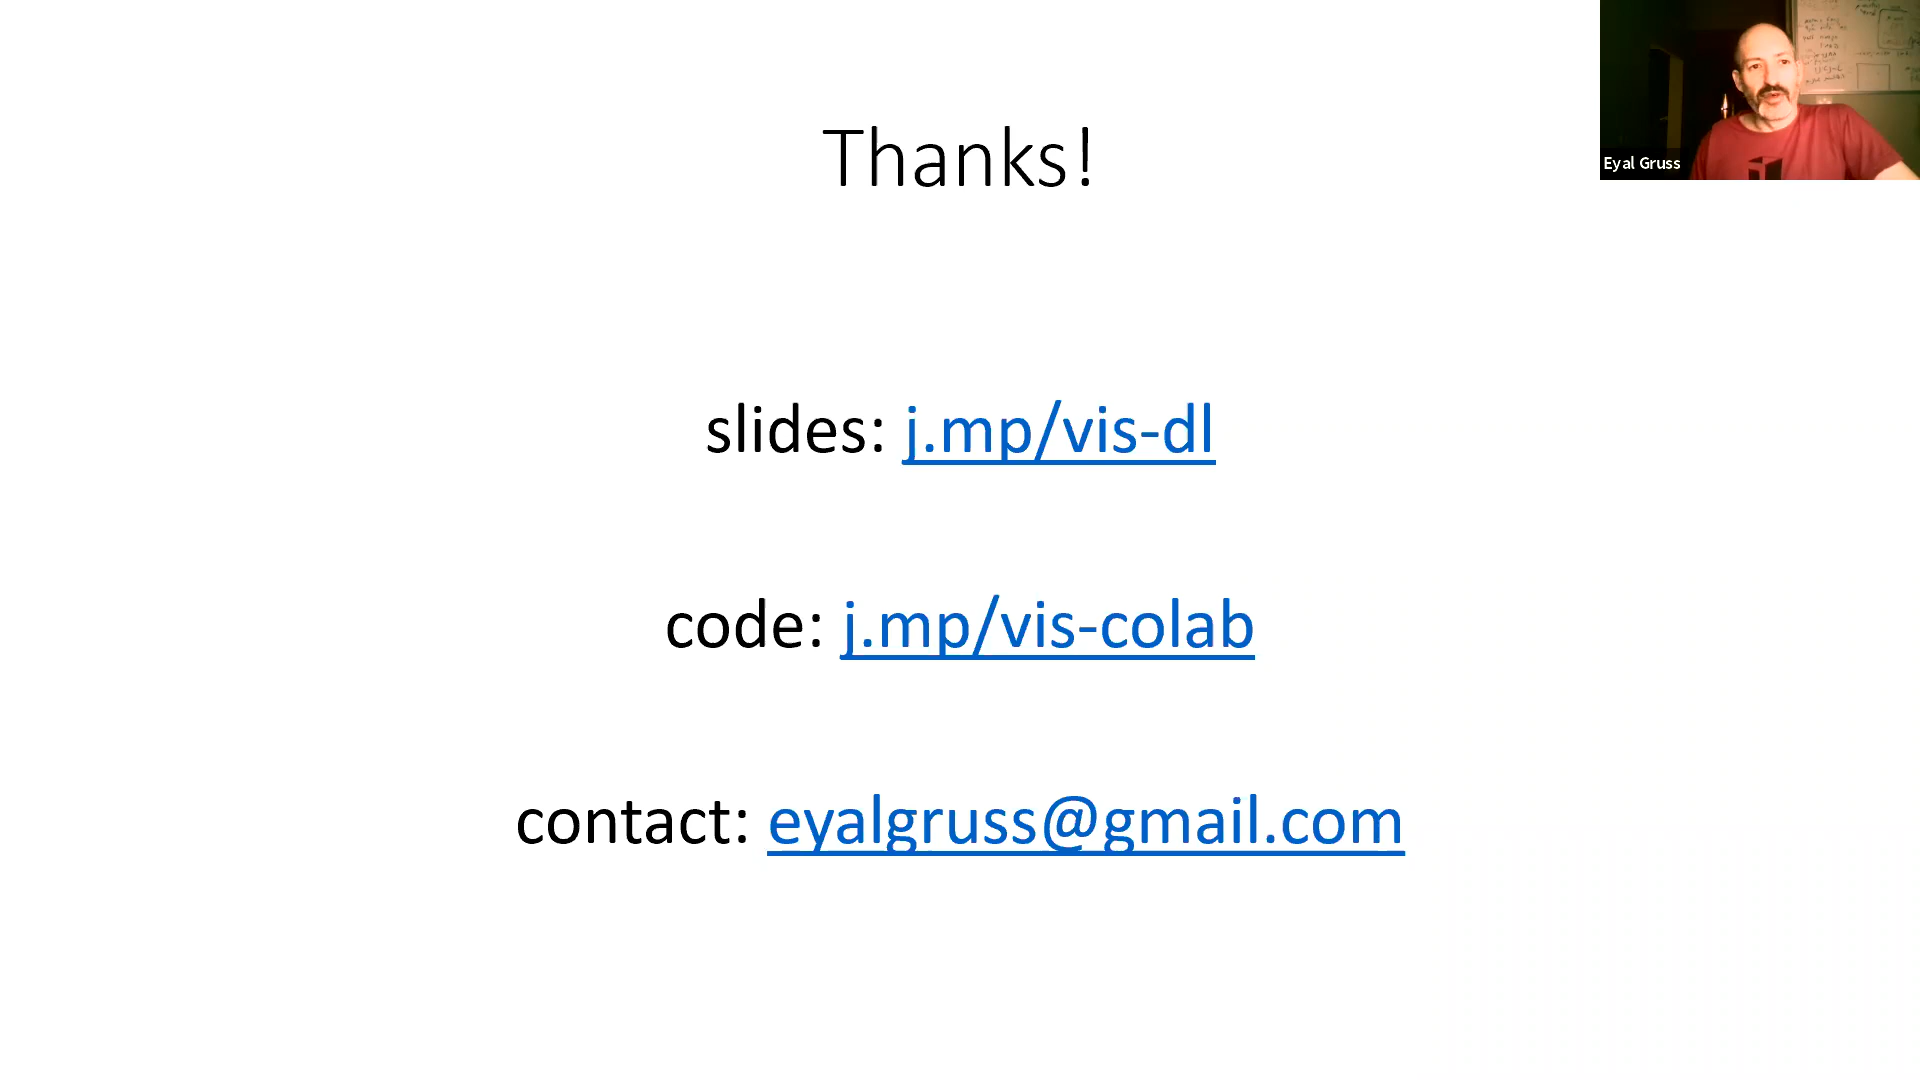 Thanks!
slides: j.mp/vis-dl
code: j.mp/vis-colab
contact: eyalgruss@gmail.com
Eyal Gruss